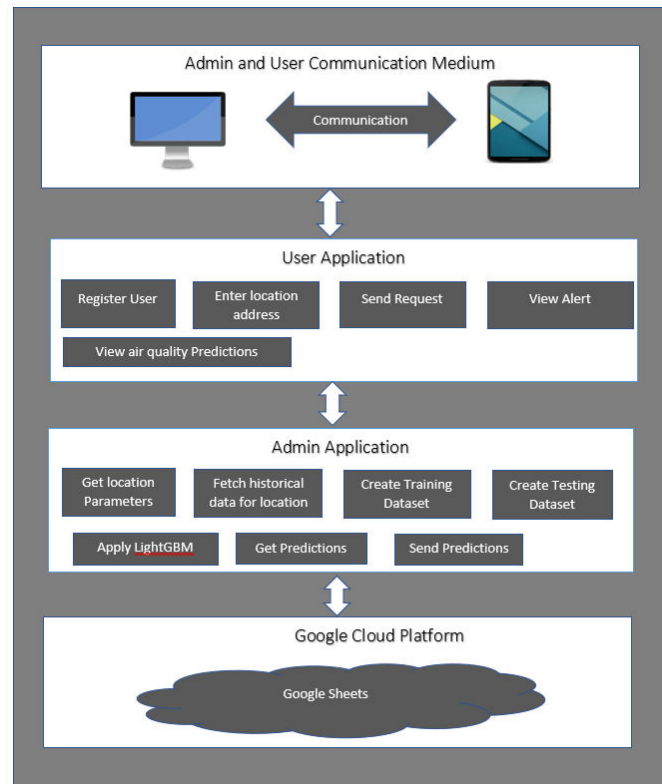 Admin and User Communication Medium
Communication
User Application
Register User
Enter location
address
Send Request
View Alert
View air quality Predictions
Admin Application
Get location
Parameters
Fetch historical
data for location
Create Training
Dataset
Create Testing
Dataset
Apply LightGBM
Get Predictions
Send Predictions
Google Cloud Platform
Google Sheets